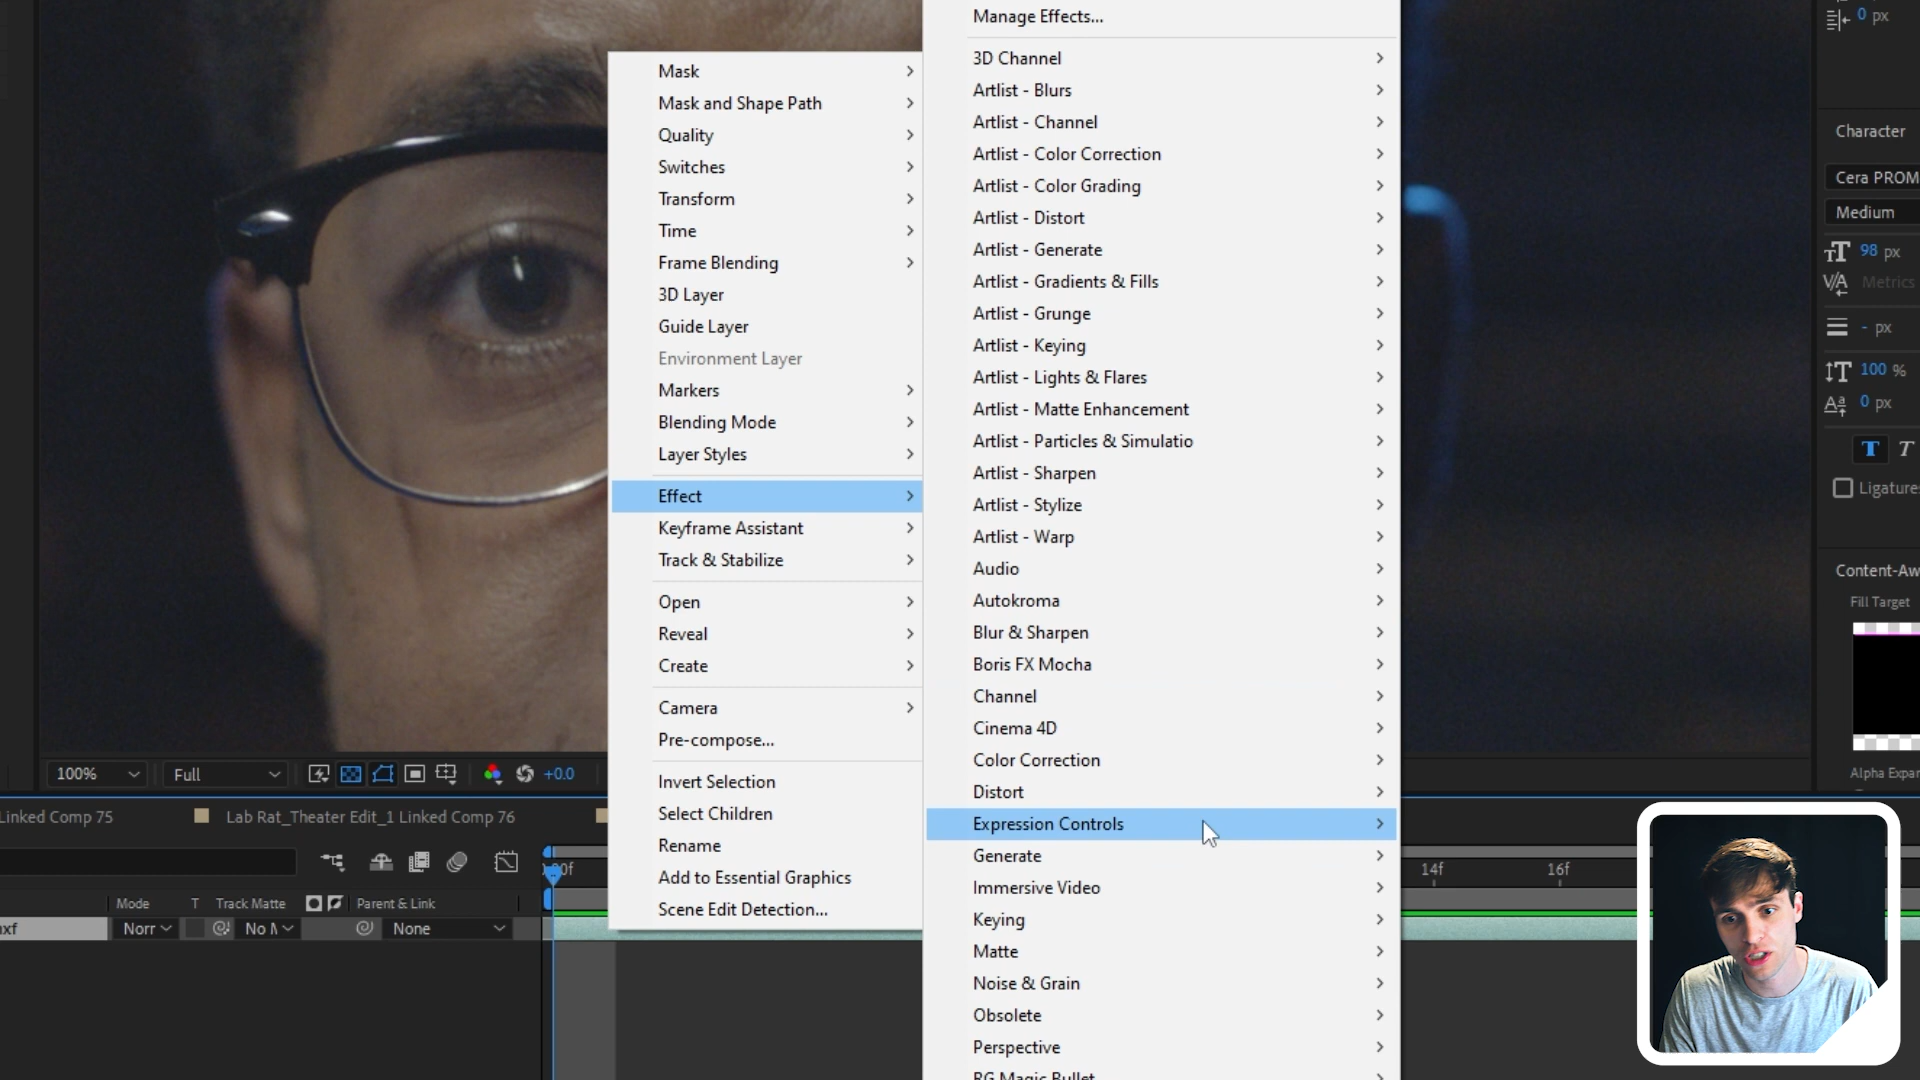 Manage Effects...
3D Channel
Artlist - Blurs
Artlist - Channel
Artlist - Color Correction
Artlist - Color Grading
Artlist - Distort
Artlist - Generate
Artlist - Gradients & Fills
Artlist - Grunge
Artlist - Keying
Artlist - Lights & Flares
Artlist - Matte Enhancement
Artlist - Particles & Simulatio
Artlist - Sharpen
Artlist - Stylize
Artlist - Warp
Audio
Autokroma
Blur & Sharpen
Boris FX Mocha
Channel
Cinema 4D
Color Correction
Distort
Expression Controls
Generate
Immersive Video
Keying
Matte
Noise & Grain
Obsolete
Perspective
RG Magic Bullet
Mask
Mask and Shape Path
Quality
Switches
Transform
Time
Frame Blending
3D Layer
Guide Layer
Environment Layer
Markers
Blending Mode
Layer Styles
Effect
Keyframe Assistant
Track & Stabilize
Open
Reveal
Create
Camera
Pre-compose...
Invert Selection
Select Children
Rename
Add to Essential Graphics
Scene Edit Detection...
0 px
Character
Cera PROM
Medium
98 px
Metrics
- px
100 %
0 px
T T
Ligature
Content-Aw
Fill Target
Alpha Expar
100% Full +0.0
Linked Comp 75 Lab Rat_Theater Edit_1 Linked Comp 76
00f 14f 16f
Mode T Track Matte Parent & Link
xf Norr No M None